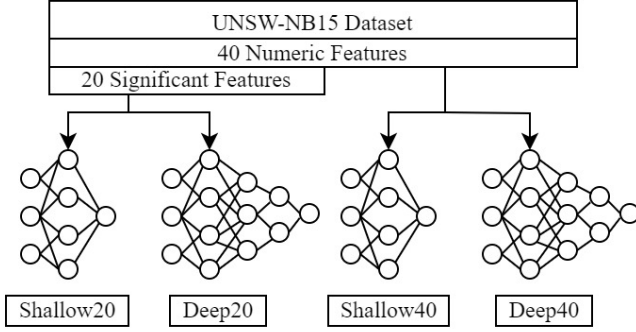 UNSW-NB15 Dataset
40 Numeric Features
20 Significant Features
Shallow20
Deep20
Shallow40
Deep40